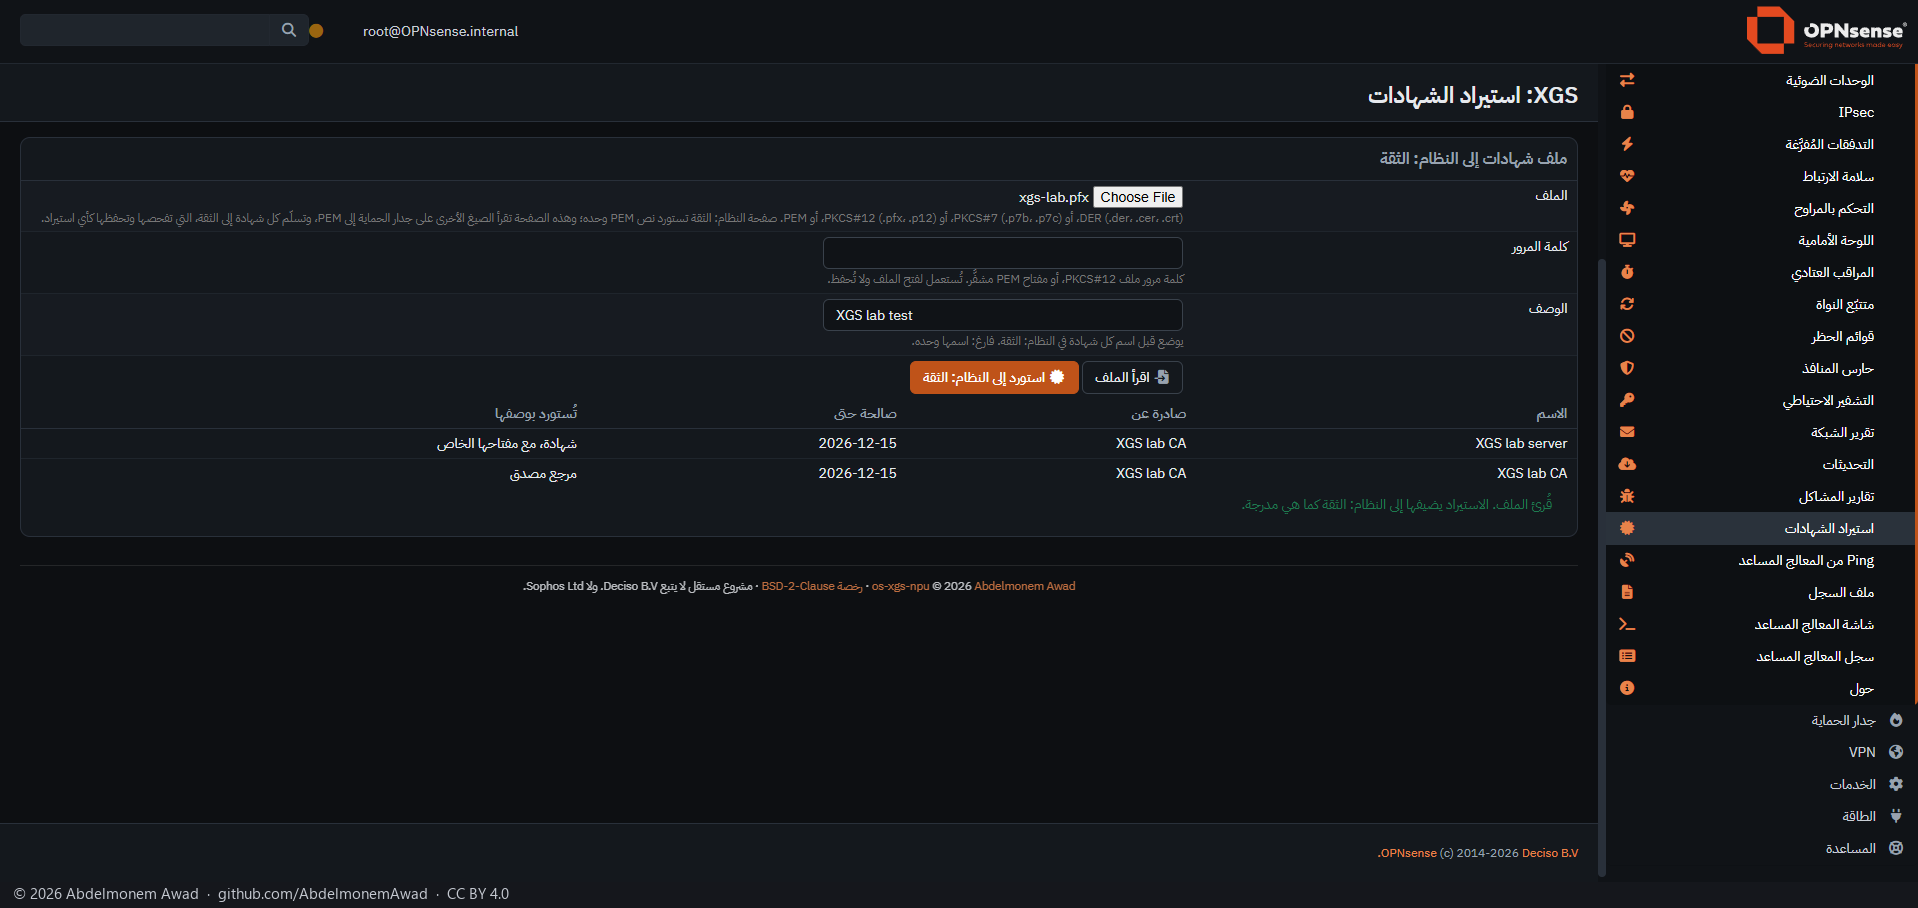 root@OPNsense.internal
OPNsense®
Securing networks made easy
الوحدات الضوئية
IPsec
التدفقات المُفرَّغة
سلامة الارتباط
التحكم بالمراوح
اللوحة الأمامية
المراقب العتادي
متتبّع النواة
قوائم الحظر
حارس المنافذ
التشفير الاحتياطي
تقرير الشبكة
التحديثات
تقارير المشاكل
استيراد الشهادات
Ping من المعالج المساعد
ملف السجل
شاشة المعالج المساعد
سجل المعالج المساعد
حول
جدار الحماية
VPN
الخدمات
الطاقة
المساعدة
XGS: استيراد الشهادات
ملف شهادات إلى النظام: الثقة
الملف
Choose File xgs-lab.pfx
DER (.der، .cer، .crt)، أو PKCS#7 (.p7b، .p7c)، أو PKCS#12 (.pfx، .p12)، أو PEM. صفحة النظام: الثقة تستورد نص PEM وحده؛ وهذه الصفحة تقرأ الصيغ الأخرى على جدار الحماية إلى PEM، وتسلّم كل شهادة إلى الثقة، التي تفحصها وتحفظها كأي استيراد.
كلمة المرور
كلمة مرور ملف PKCS#12، أو مفتاح PEM مشفَّر. تُستعمل لفتح الملف ولا تُحفظ.
الوصف
XGS lab test
يوضع قبل اسم كل شهادة في النظام: الثقة. فارغ: اسمها وحده.
اقرأ الملف
استورد إلى النظام: الثقة
الاسم صادرة عن صالحة حتى تُستورد بوصفها
XGS lab server XGS lab CA 2026-12-15 شهادة، مع مفتاحها الخاص
XGS lab CA XGS lab CA 2026-12-15 مرجع مصدق
قُرئ الملف. الاستيراد يضيفها إلى النظام: الثقة كما هي مدرجة.
os-xgs-npu © 2026 Abdelmonem Awad · رخصة BSD-2-Clause · مشروع مستقل لا يتبع Deciso B.V. ولا Sophos Ltd.
OPNsense (c) 2014-2026 Deciso B.V.
© 2026 Abdelmonem Awad · github.com/AbdelmonemAwad · CC BY 4.0